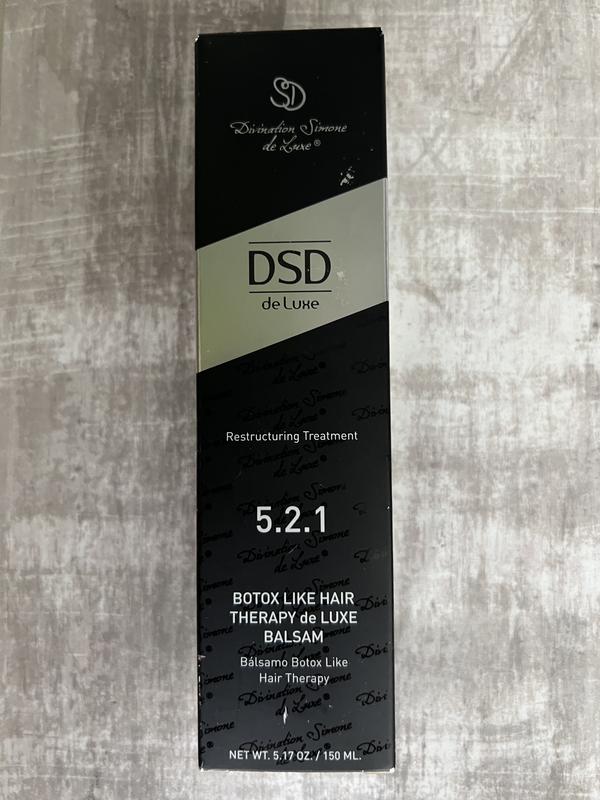 SD
Divination Simone
de Luxe®
DSD
de Luxe
Restructuring Treatment
5.2.1
BOTOX LIKE HAIR
THERAPY de LUXE
BALSAM
Bálsamo Botox Like
Hair Therapy
NET WT. 5.17 OZ. / 150 ML.